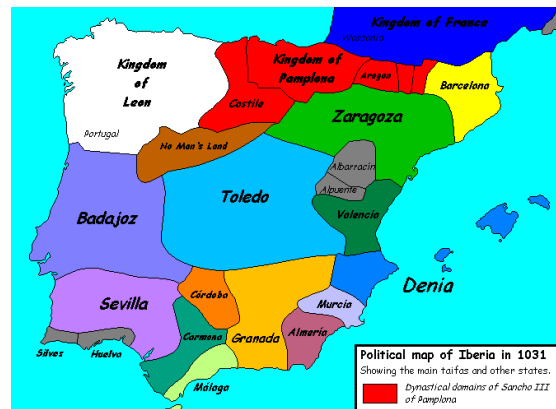 Kingdom of France
Wasconia
Kingdom
of
Leon
Kingdom of
Pamplona
Aragon
Castile
Barcelona
Zaragoza
Portugal
No Man's Land
Albarracín
Alpuente
Toledo
Badajoz
Valencia
Denia
Sevilla
Córdoba
Murcia
Carmona
Granada
Almería
Silves
Huelva
Málaga
Political map of Iberia in 1031
Showing the main taifas and other states.
Dynastical domains of Sancho III
of Pamplona